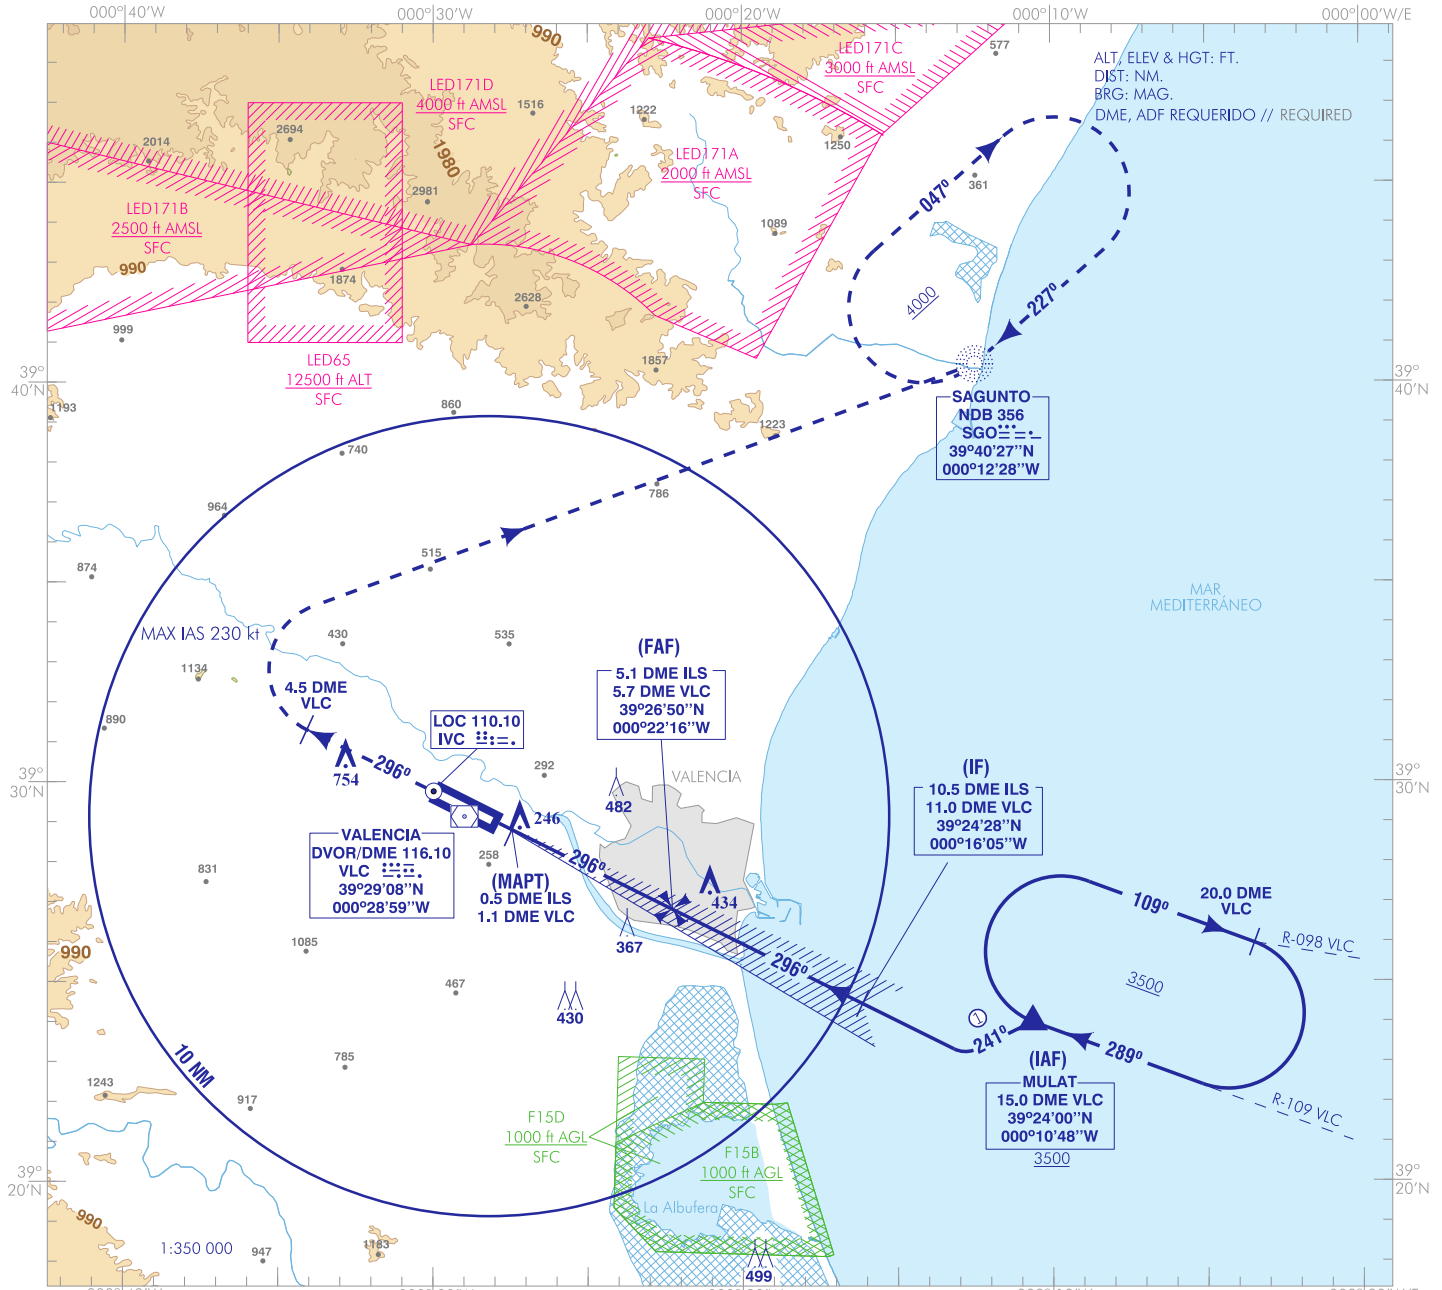 000°40'W
000°30'W
000°20'W
000°10'W
000°00'W/E
ALT, ELEV & HGT: FT.
DIST: NM.
BRG: MAG.
DME, ADF REQUERIDO // REQUIRED
990
LED171C
3000 ft AMSL
SFC
577
LED171D
4000 ft AMSL
SFC
1516
1222
1250
2694
2014
1980
LED171A
2000 ft AMSL
SFC
361
047°
2981
LED171B
2500 ft AMSL
SFC
1089
990
1874
2628
4000
227°
999
LED65
12500 ft ALT
SFC
1857
39°
40'N
39°
40'N
1193
860
1223
SAGUNTO
NDB 356
SGO
39°40'27"N
000°12'28"W
740
786
964
515
874
MAR
MEDITERRÁNEO
MAX IAS 230 kt
430
535
1134
(FAF)
5.1 DME ILS
5.7 DME VLC
39°26'50"N
000°22'16"W
4.5 DME
VLC
890
LOC 110.10
IVC
296°
754
292
VALENCIA
39°
30'N
39°
30'N
(IF)
10.5 DME ILS
11.0 DME VLC
39°24'28"N
000°16'05"W
482
246
VALENCIA
DVOR/DME 116.10
VLC
39°29'08"N
000°28'59"W
258
296°
831
(MAPT)
0.5 DME ILS
1.1 DME VLC
434
109°
20.0 DME
VLC
R-098 VLC
367
1085
990
296°
467
3500
430
1
241°
289°
(IAF)
MULAT
15.0 DME VLC
39°24'00"N
000°10'48"W
3500
R-109 VLC
10 NM
785
1243
917
F15D
1000 ft AGL
SFC
F15B
1000 ft AGL
SFC
39°
20'N
39°
20'N
La Albufera
990
1:350 000
947
1183
499